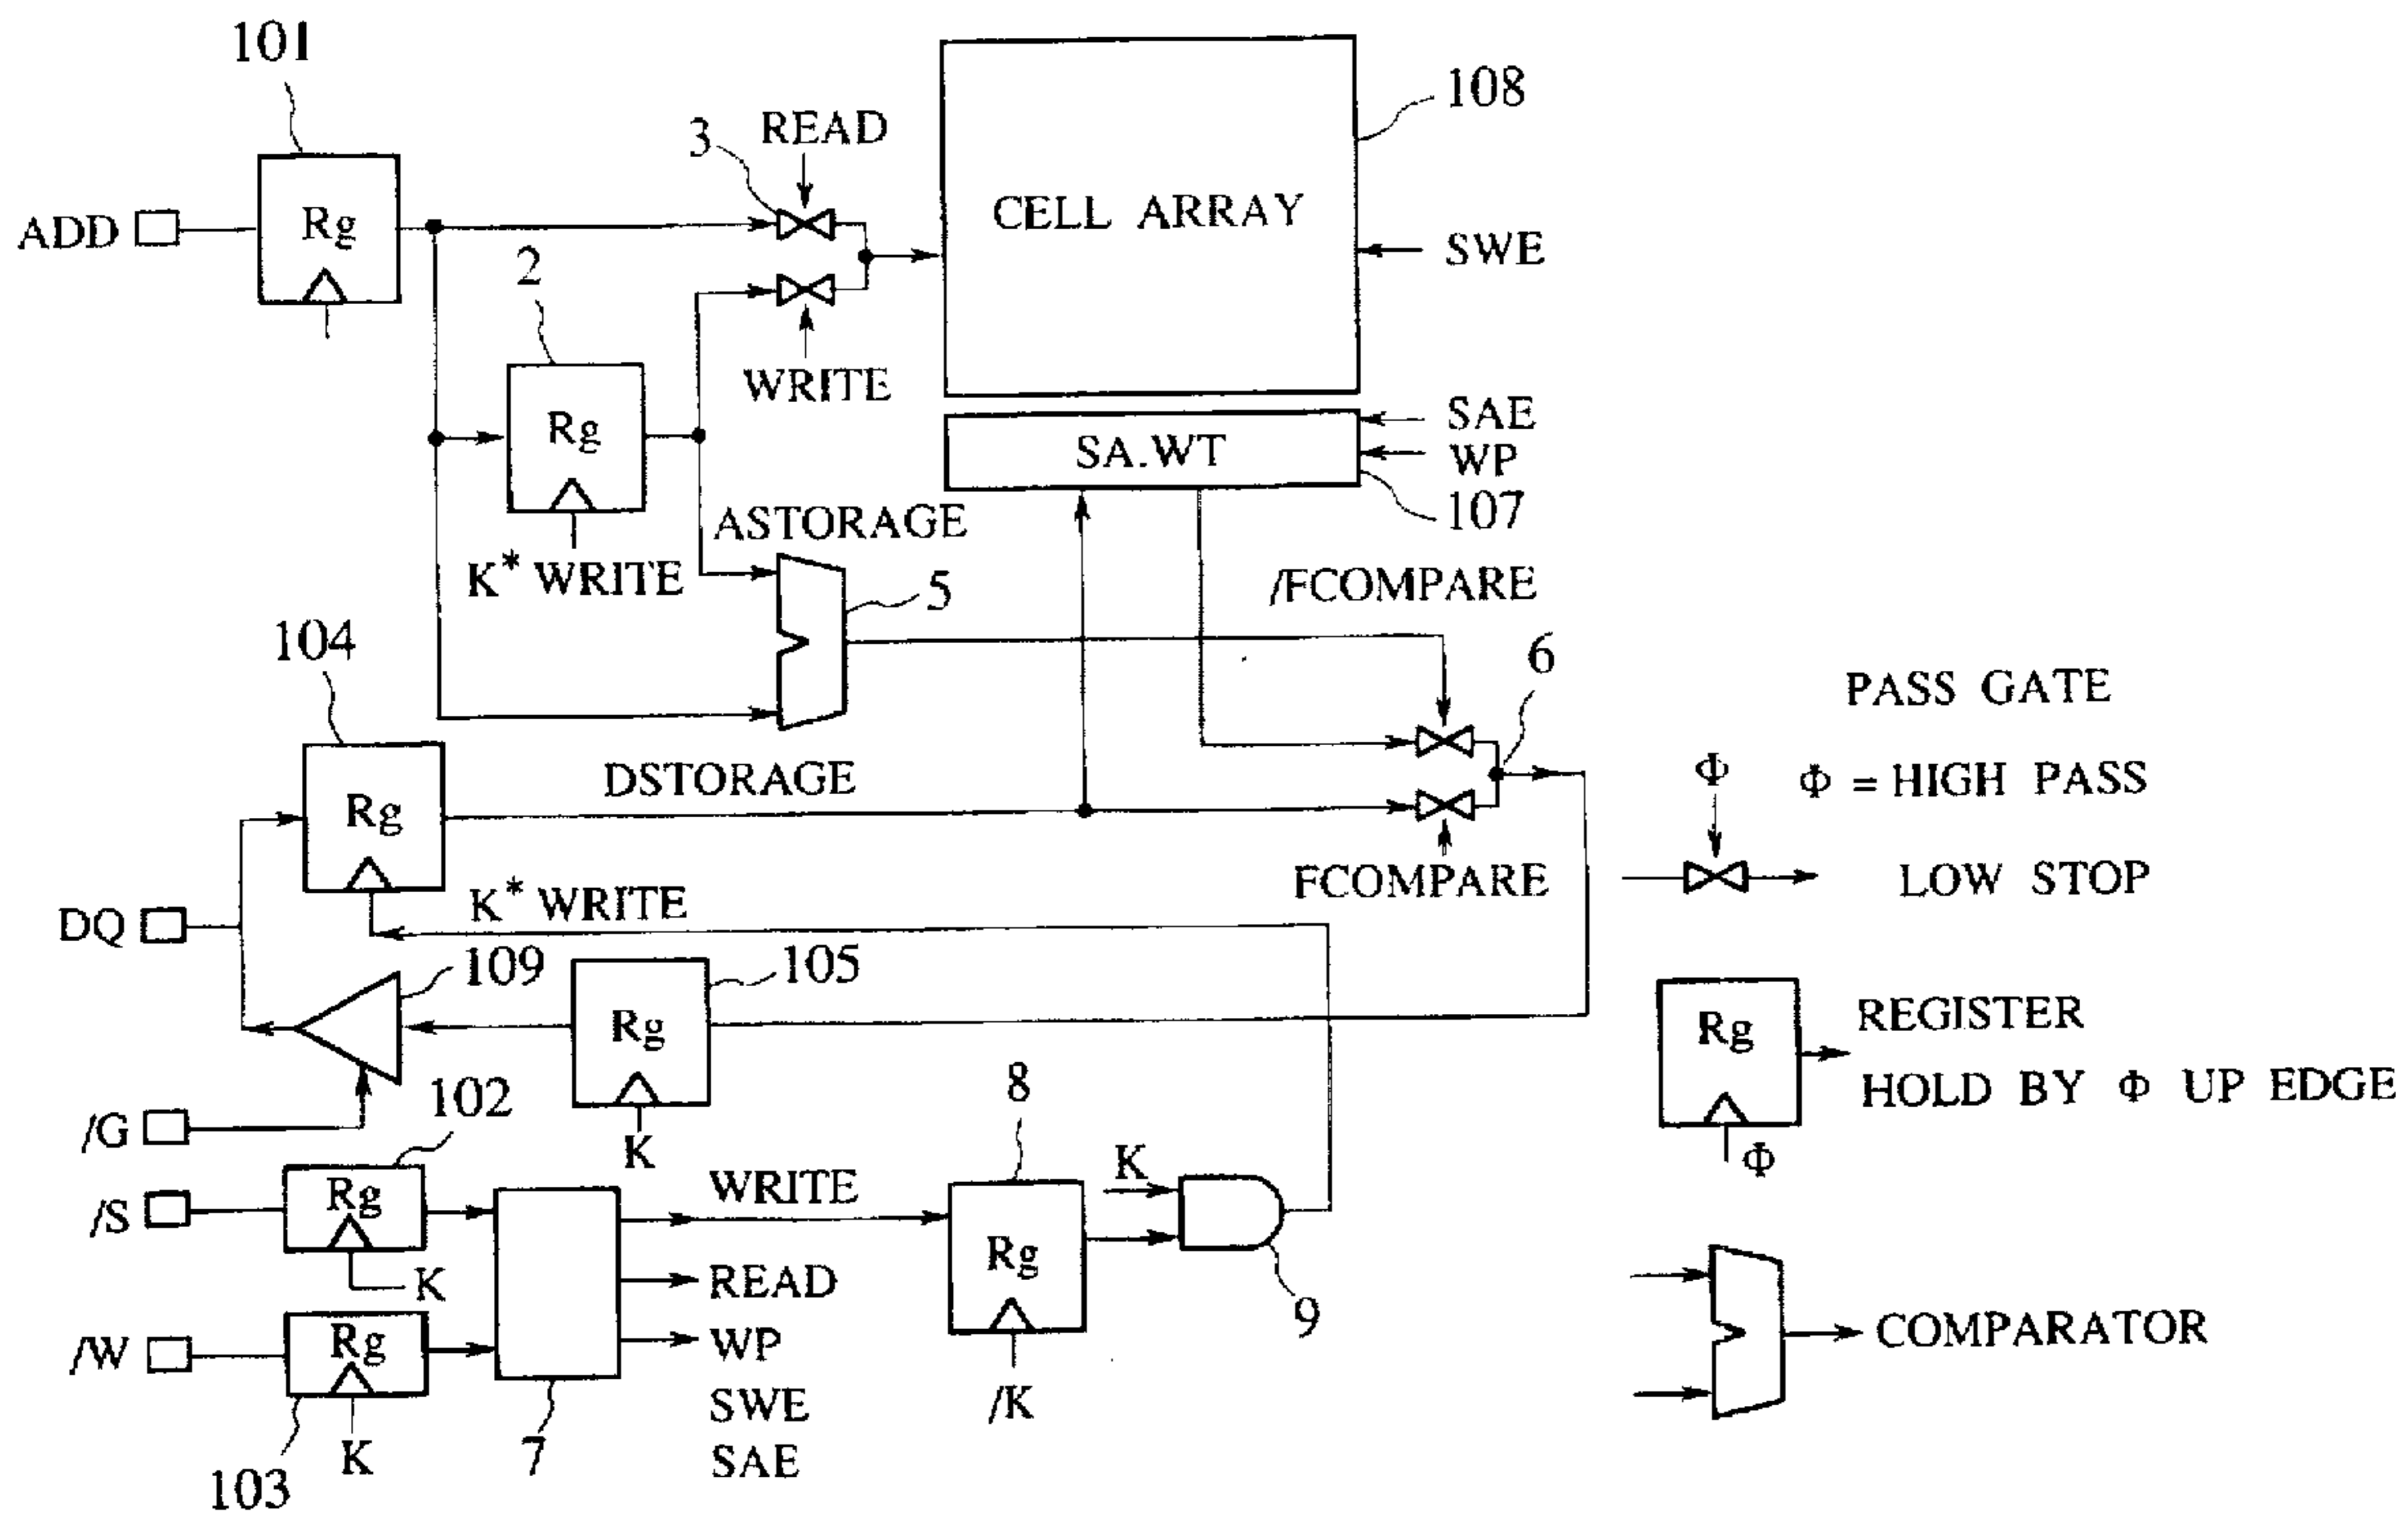 101
108
3
READ
ADD
Rg
CELL ARRAY
2
SWE
WRITE
Rg
SAE
SA.WT
WP
107
ASTORAGE
K* WRITE
/FCOMPARE
5
104
6
PASS GATE
DSTORAGE
Φ
Φ = HIGH PASS
Rg
FCOMPARE
LOW STOP
K* WRITE
DQ
109
105
Rg
Rg
REGISTER
102
8
HOLD BY Φ UP EDGE
/G
K
K
Φ
/S
Rg
WRITE
K
Rg
READ
9
/W
Rg
WP
COMPARATOR
SWE
/K
103
K
7
SAE